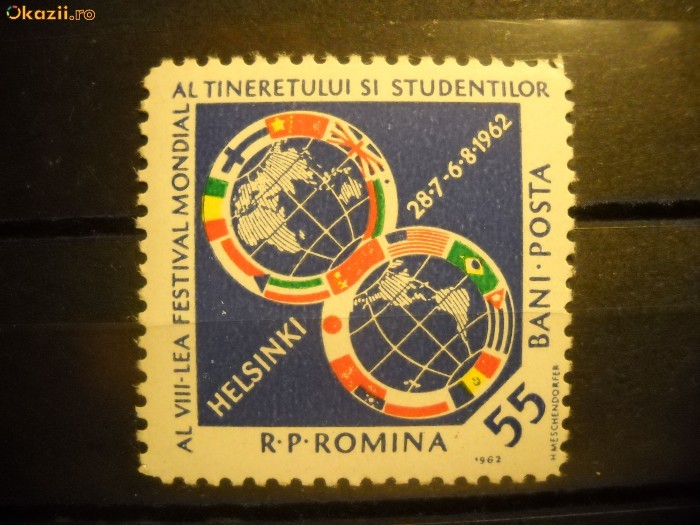 Okazii.ro
AL VIII-LEA FESTIVAL MONDIAL
AL TINERETULUI SI STUDENTILOR
28·7-6·8·1962
HELSINKI
BANI·POSTA
55
R·P·ROMINA
1962
H·MESCHENDORFER